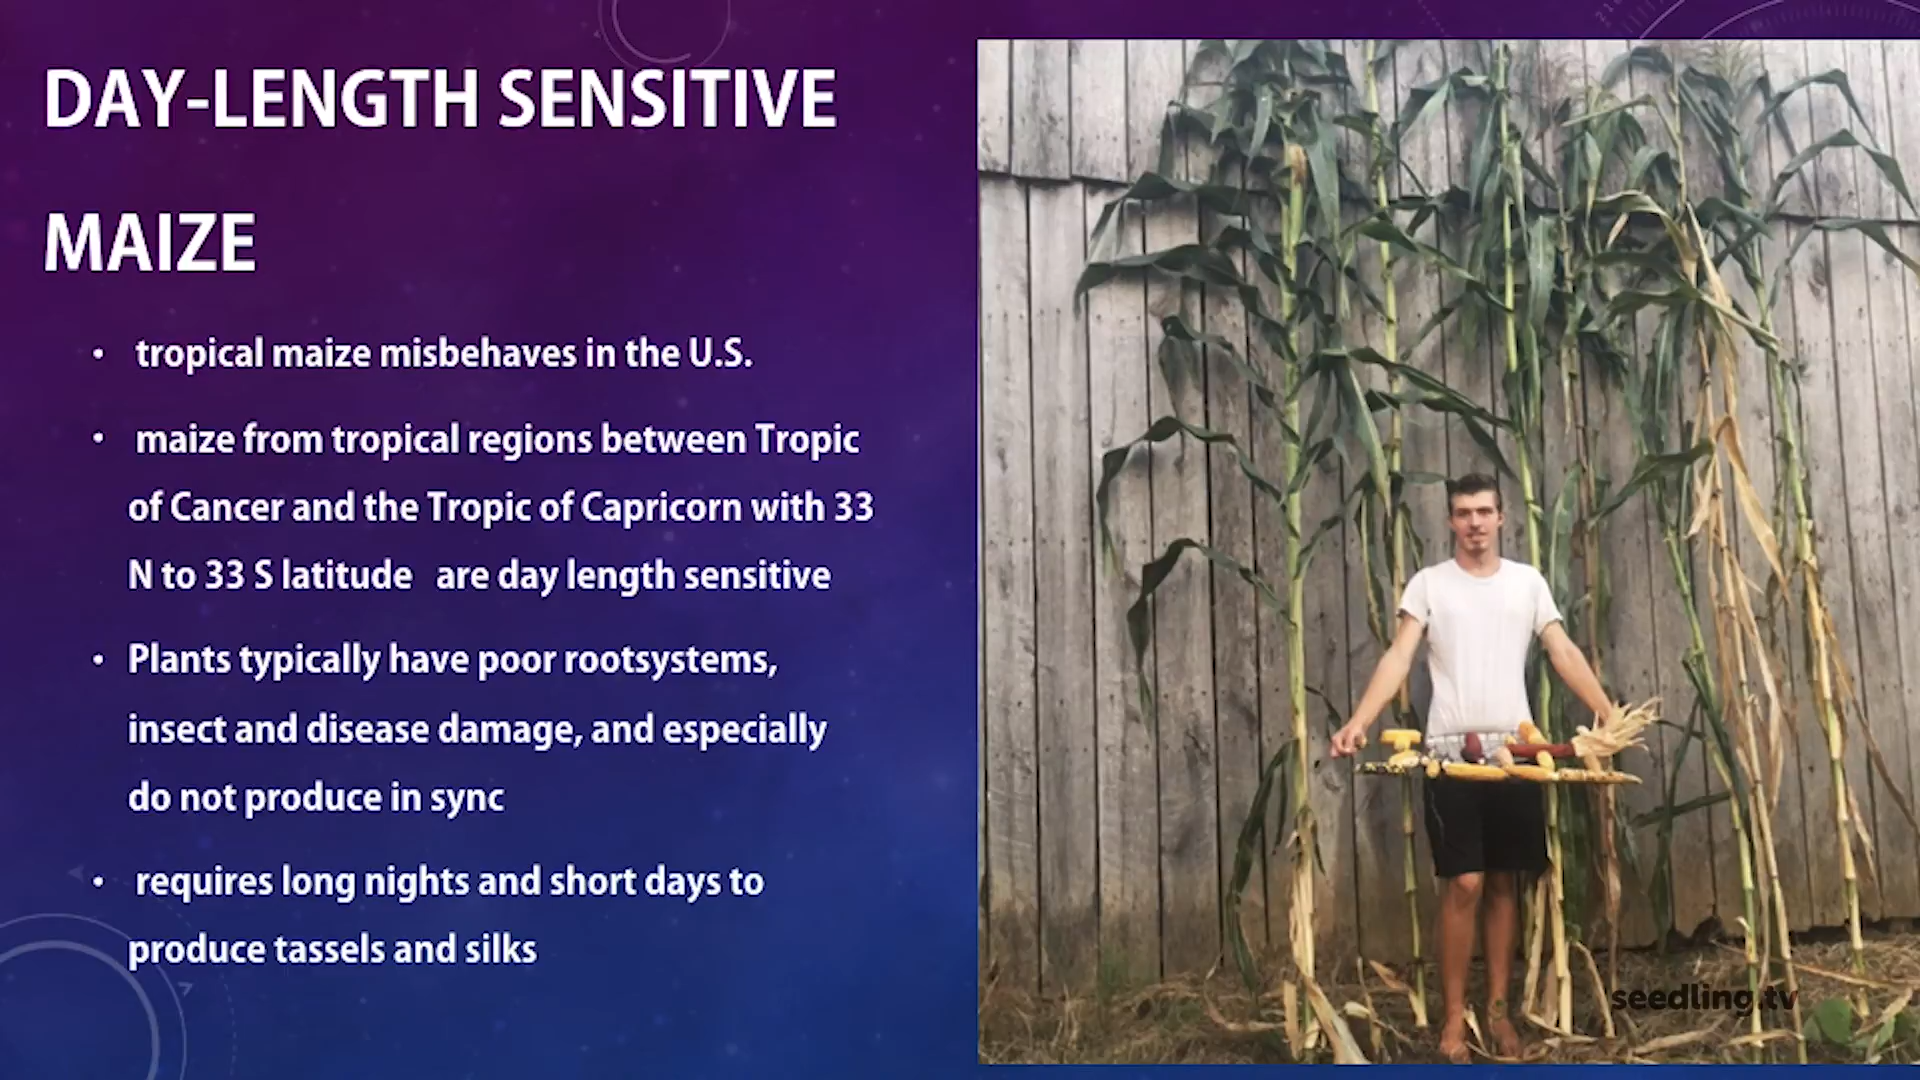 DAY-LENGTH SENSITIVE
MAIZE
• tropical maize misbehaves in the U.S.
• maize from tropical regions between Tropic
of Cancer and the Tropic of Capricorn with 33
N to 33 S latitude are day length sensitive
• Plants typically have poor rootsystems,
insect and disease damage, and especially
do not produce in sync
• requires long nights and short days to
produce tassels and silks
seedling.tv